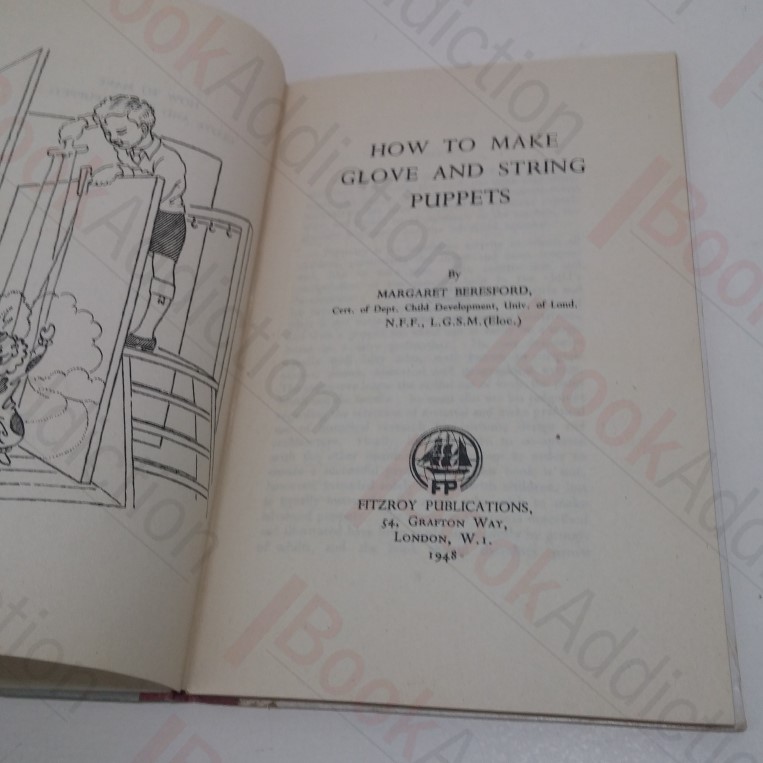 HOW TO MAKE
GLOVE AND STRING
PUPPETS
By
MARGARET BERESFORD,
Cert. of Dept. Child Development, Univ. of Lond.
N.F.F., L.G.S.M. (Eloc.)
FP
FITZROY PUBLICATIONS,
54, GRAFTON WAY,
LONDON, W.1.
1948
BookAddiction